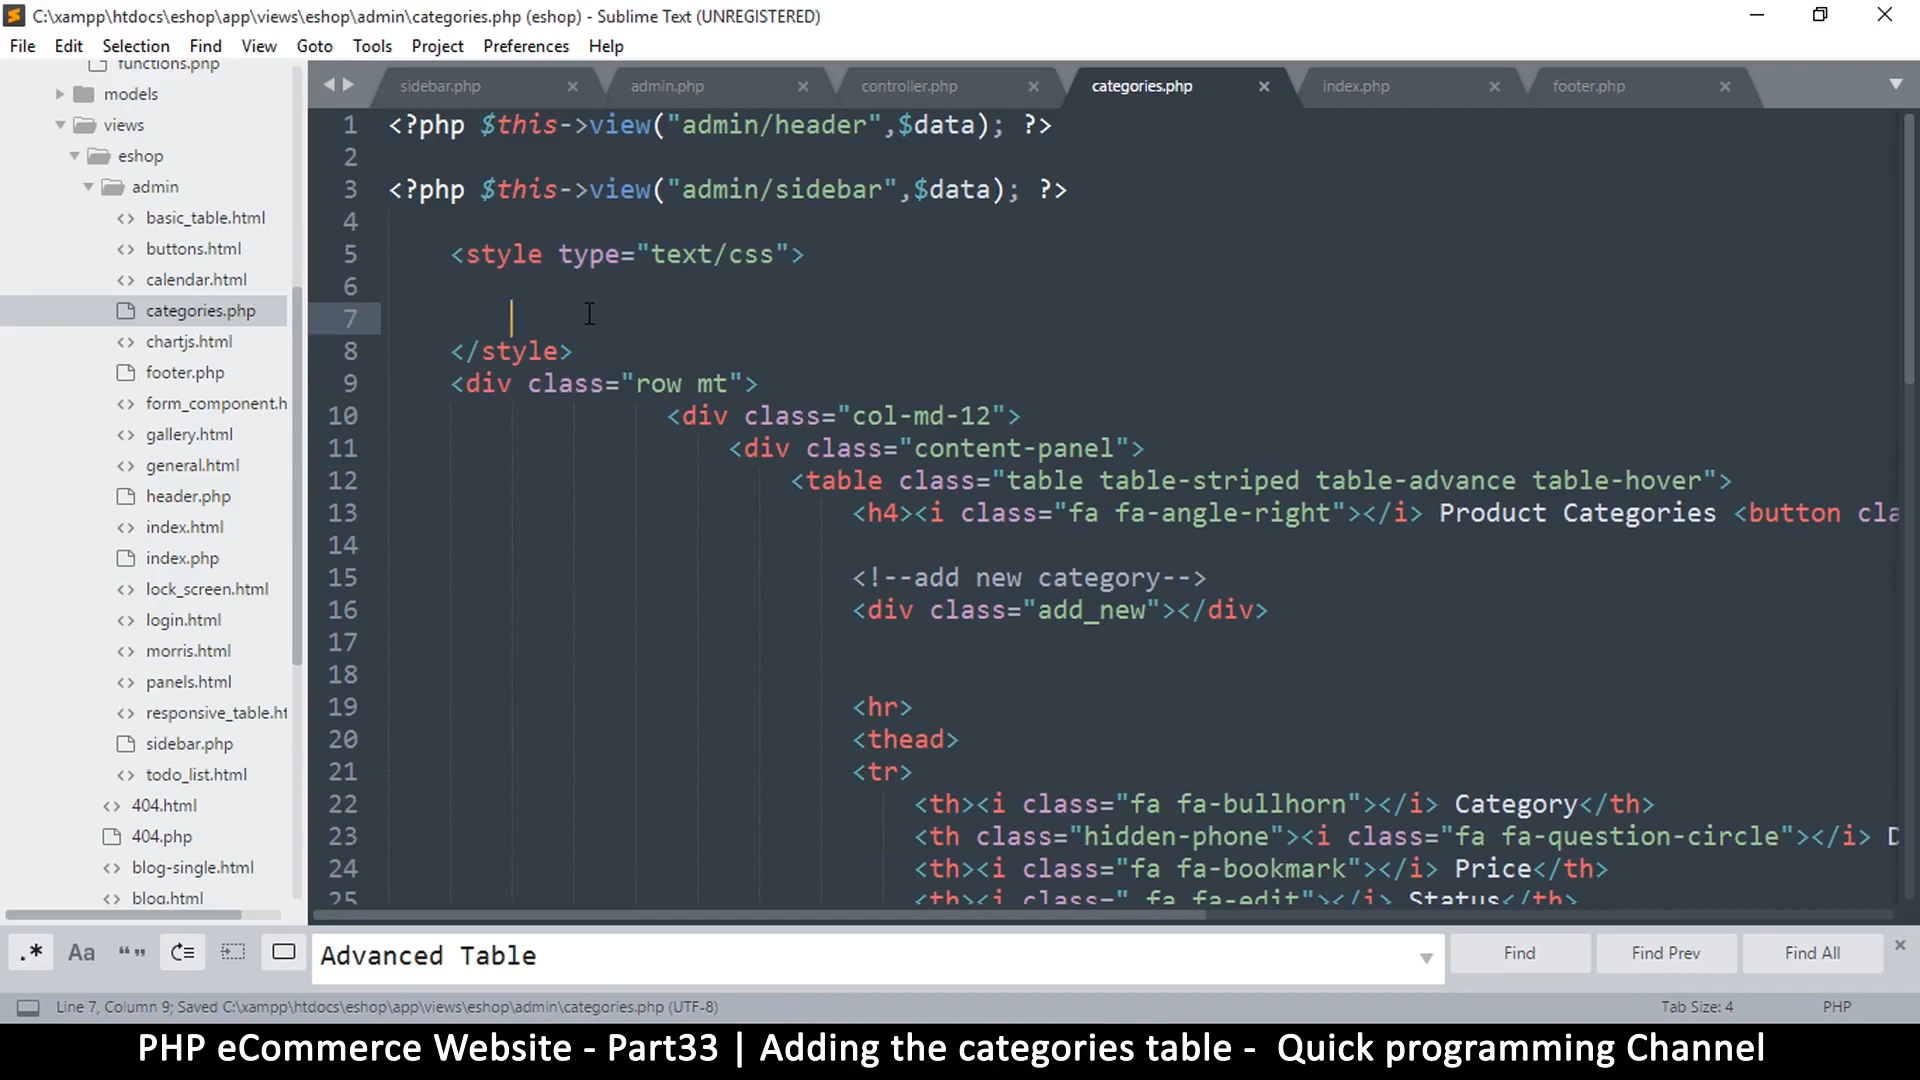 C:\xampp\htdocs\eshop\app\views\eshop\admin\categories.php (eshop) - Sublime Text (UNREGISTERED)
File Edit Selection Find View Goto Tools Project Preferences Help
functions.php
models
views
eshop
admin
basic_table.html
buttons.html
calendar.html
categories.php
chartjs.html
footer.php
form_component.h
gallery.html
general.html
header.php
index.html
index.php
lock_screen.html
login.html
morris.html
panels.html
responsive_table.ht
sidebar.php
todo_list.html
404.html
404.php
blog-single.html
blog.html
sidebar.php admin.php controller.php categories.php index.php footer.php
1 <?php $this->view("admin/header",$data); ?>
2
3 <?php $this->view("admin/sidebar",$data); ?>
4
5 <style type="text/css">
6
7
8 </style>
9 <div class="row mt">
10 <div class="col-md-12">
11 <div class="content-panel">
12 <table class="table table-striped table-advance table-hover">
13 <h4><i class="fa fa-angle-right"></i> Product Categories <button cla
14
15 <!--add new category-->
16 <div class="add_new"></div>
17
18
19 <hr>
20 <thead>
21 <tr>
22 <th><i class="fa fa-bullhorn"></i> Category</th>
23 <th class="hidden-phone"><i class="fa fa-question-circle"></i> D
24 <th><i class="fa fa-bookmark"></i> Price</th>
25 <th><i class=" fa fa-edit"></i> Status</th>
.* Aa “” Advanced Table Find Find Prev Find All
Line 7, Column 9; Saved C:\xampp\htdocs\eshop\app\views\eshop\admin\categories.php (UTF-8) Tab Size: 4 PHP
PHP eCommerce Website - Part33 | Adding the categories table - Quick programming Channel